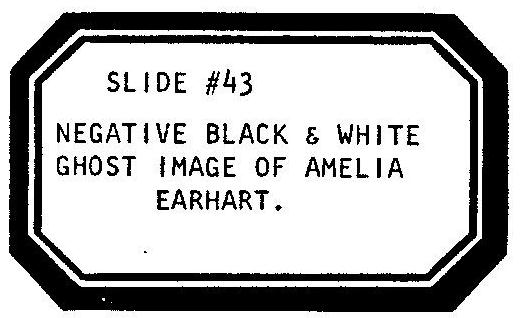 SLIDE #43
NEGATIVE BLACK & WHITE
GHOST IMAGE OF AMELIA
EARHART.